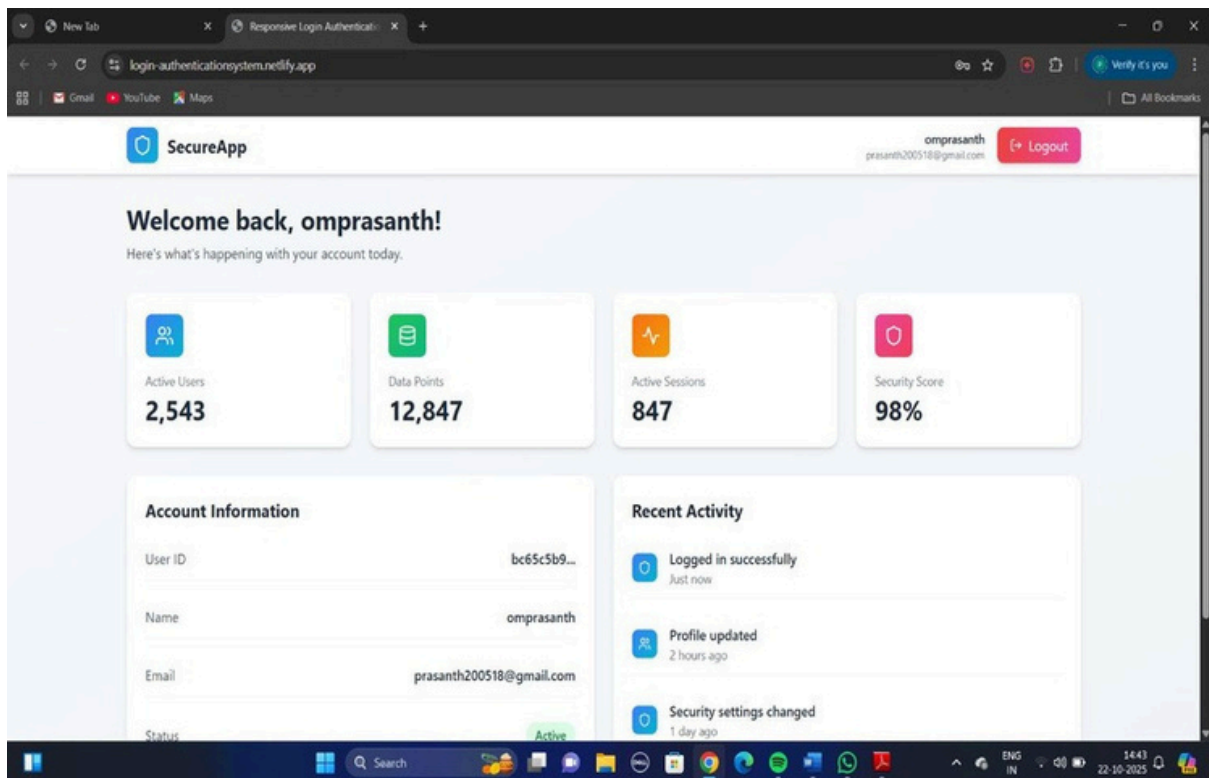 New Tab
Responsive Login Authenticatio
login-authenticationsystem.netlify.app
Verify it's you
Gmail
YouTube
Maps
All Bookmarks
SecureApp
omprasanth
prasanth200518@gmail.com
Logout
Welcome back, omprasanth!
Here's what's happening with your account today.
Active Users
2,543
Data Points
12,847
Active Sessions
847
Security Score
98%
Account Information
User ID
bc65c5b9...
Name
omprasanth
Email
prasanth200518@gmail.com
Status
Active
Recent Activity
Logged in successfully
Just now
Profile updated
2 hours ago
Security settings changed
1 day ago
Search
ENG
IN
14:43
22-10-2025